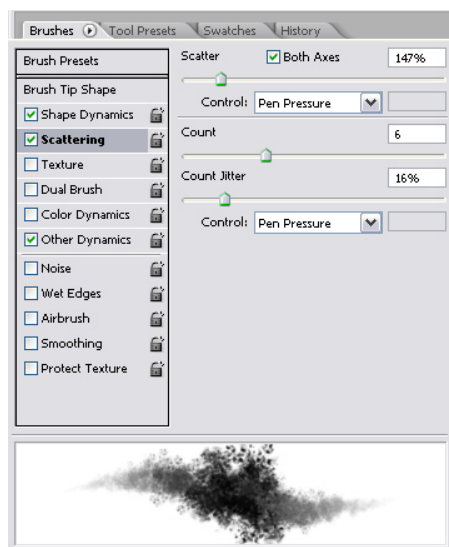 Brushes Tool Presets Swatches History
Brush Presets
Brush Tip Shape
Shape Dynamics
Scattering
Texture
Dual Brush
Color Dynamics
Other Dynamics
Noise
Wet Edges
Airbrush
Smoothing
Protect Texture
Scatter Both Axes 147%
Control: Pen Pressure
Count 6
Count Jitter 16%
Control: Pen Pressure